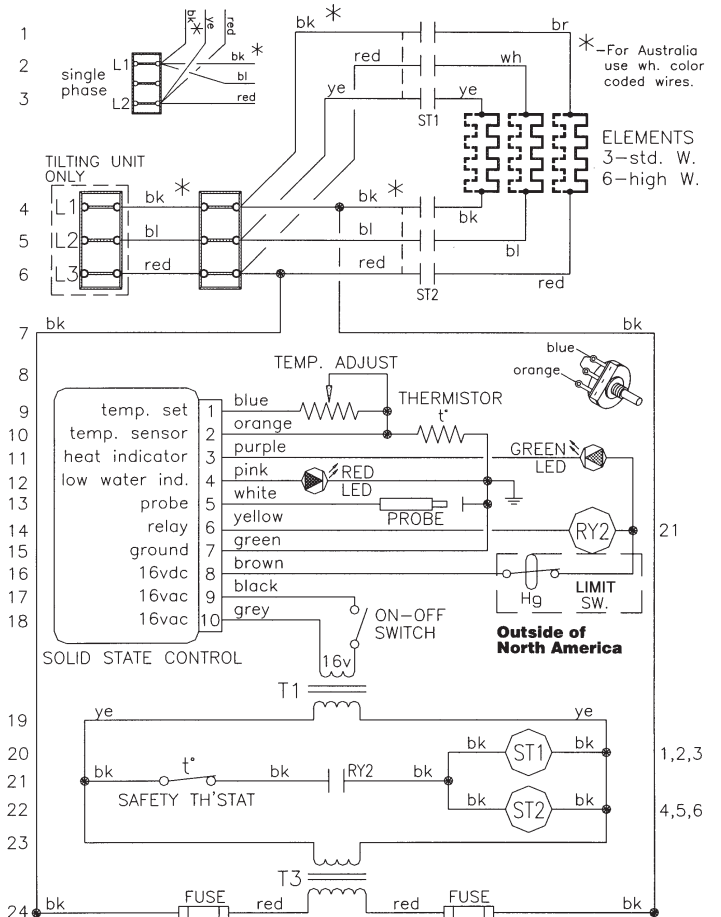 bk * ye red
1 bk * br
L1 bk *
2 red wh
single phase bl
3 L2 red ye ye
ST1
* -For Australia
use wh. color
coded wires.
ELEMENTS
3-std. W.
6-high W.
TILTING UNIT
ONLY
4 L1 bk * bk * bk
5 L2 bl bl bl
6 L3 red red red
ST2
7 bk bk
8 TEMP. ADJUST
blue
orange
9 temp. set 1 blue THERMISTOR t°
10 temp. sensor 2 orange
11 heat indicator 3 purple GREEN LED
12 low water ind. 4 pink RED LED
13 probe 5 white PROBE
14 relay 6 yellow RY2 21
15 ground 7 green
16 16vdc 8 brown Hg LIMIT SW.
17 16vac 9 black
18 16vac 10 grey ON-OFF SWITCH
Outside of
North America
SOLID STATE CONTROL
16v
T1
19 ye ye
20 bk ST1 bk 1,2,3
21 bk t° bk RY2 bk
SAFETY TH'STAT
22 bk ST2 bk 4,5,6
23
T3
24 bk FUSE red red FUSE bk